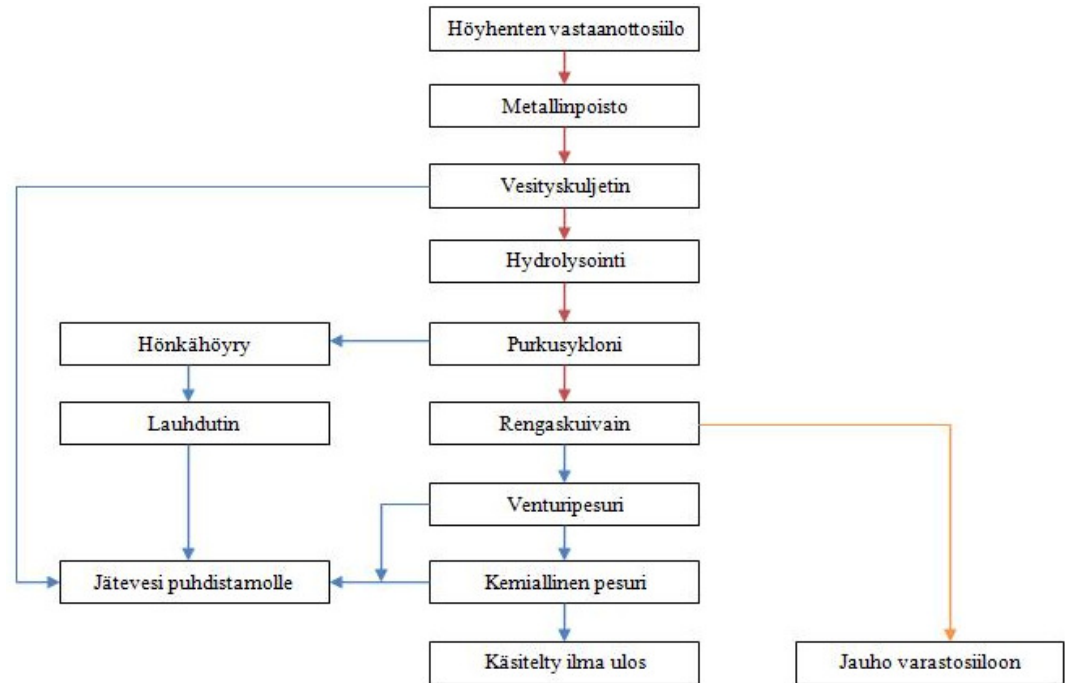 Höyhenten vastaanottosiilo
Metallinpoisto
Vesityskuljetin
Hydrolysointi
Hönkähöyry
Purkusykloni
Lauhdutin
Rengaskuivain
Venturipesuri
Jätevesi puhdistamolle
Kemiallinen pesuri
Käsitelty ilma ulos
Jauho varastosiiloon